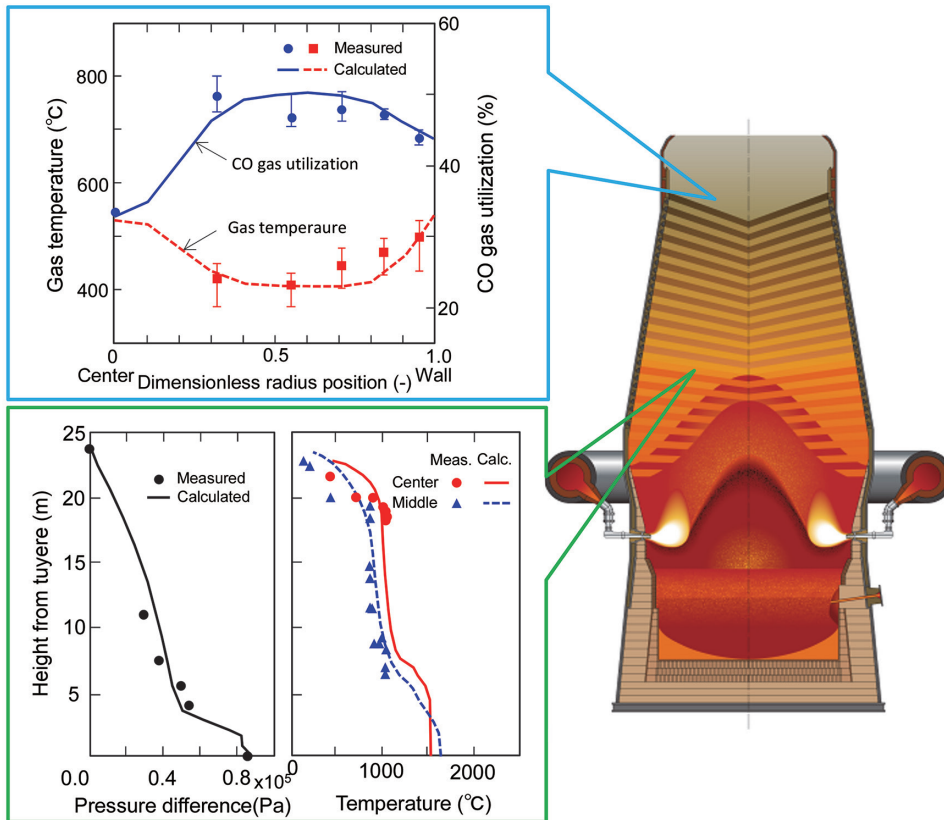 60
Measured
Calculated
800
600
400
Gas temperature (℃)
CO gas utilization
Gas temperaure
40
20
CO gas utilization (%)
0
0.5
1.0
Center
Dimensionless radius position (-)
Wall
25
20
15
10
5
Height from tuyere (m)
Measured
Calculated
0.0
0.4
0.8
x10⁵
Pressure difference(Pa)
Meas. Calc.
Center
Middle
0
1000
2000
Temperature (℃)